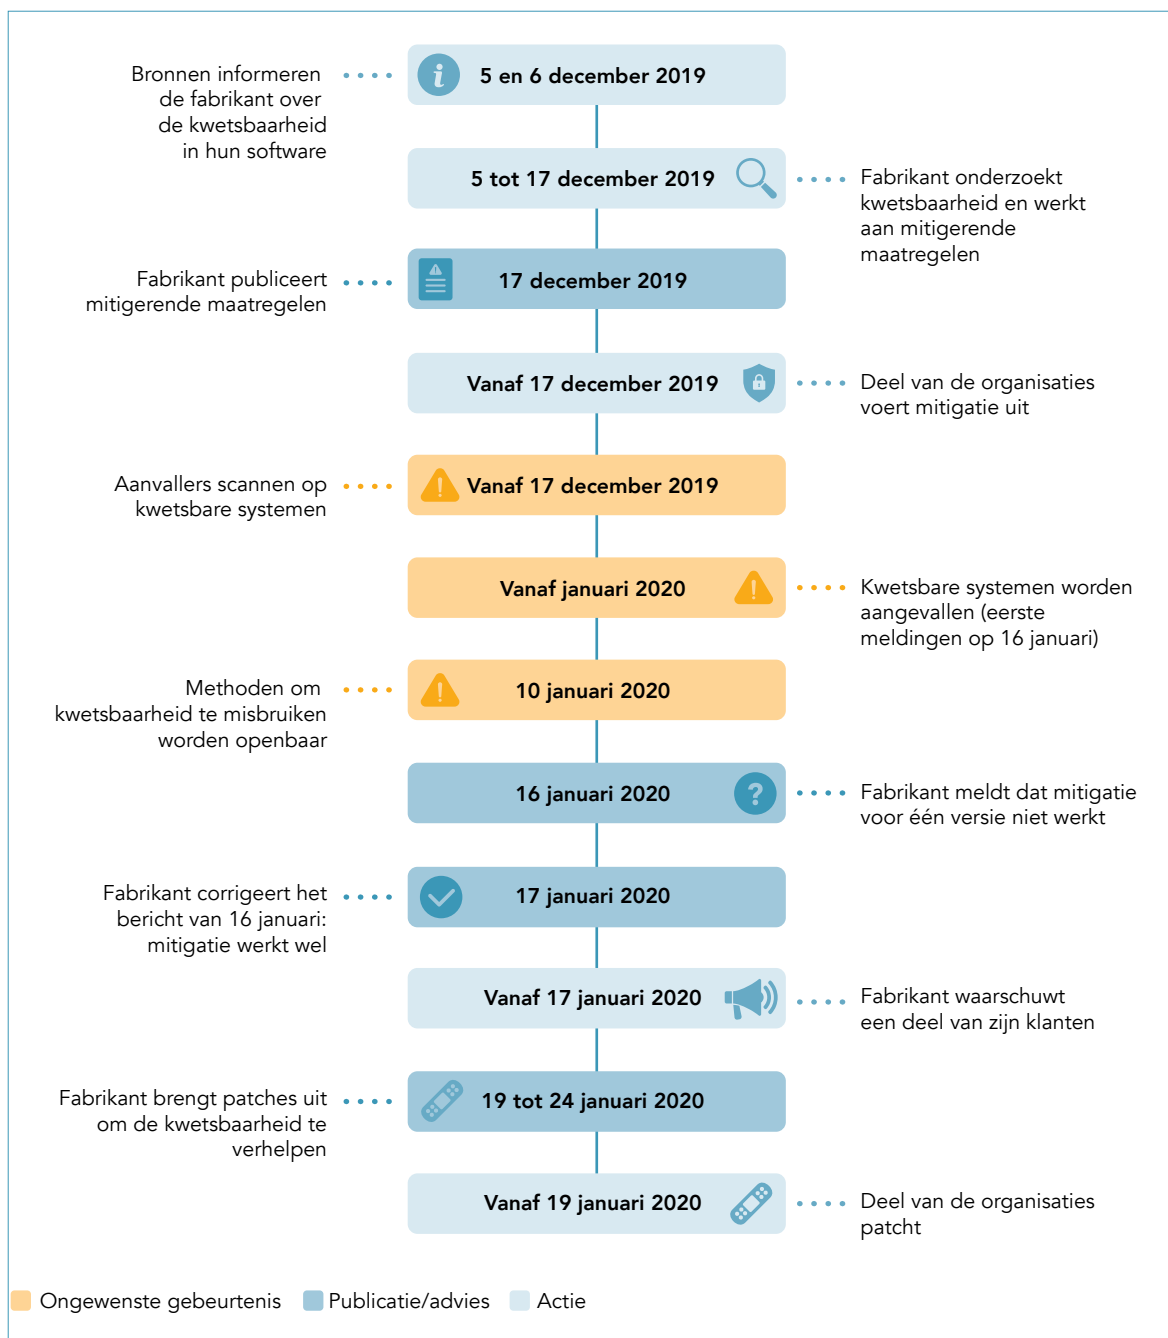 Bronnen informeren
de fabrikant over
de kwetsbaarheid
in hun software
5 en 6 december 2019
5 tot 17 december 2019
Fabrikant onderzoekt
kwetsbaarheid en werkt
aan mitigerende
maatregelen
Fabrikant publiceert
mitigerende maatregelen
17 december 2019
Vanaf 17 december 2019
Deel van de organisaties
voert mitigatie uit
Aanvallers scannen op
kwetsbare systemen
Vanaf 17 december 2019
Vanaf januari 2020
Kwetsbare systemen worden
aangevallen (eerste
meldingen op 16 januari)
Methoden om
kwetsbaarheid te misbruiken
worden openbaar
10 januari 2020
16 januari 2020
Fabrikant meldt dat mitigatie
voor één versie niet werkt
Fabrikant corrigeert het
bericht van 16 januari:
mitigatie werkt wel
17 januari 2020
Vanaf 17 januari 2020
Fabrikant waarschuwt
een deel van zijn klanten
Fabrikant brengt patches uit
om de kwetsbaarheid te
verhelpen
19 tot 24 januari 2020
Vanaf 19 januari 2020
Deel van de organisaties
patcht
Ongewenste gebeurtenis Publicatie/advies Actie